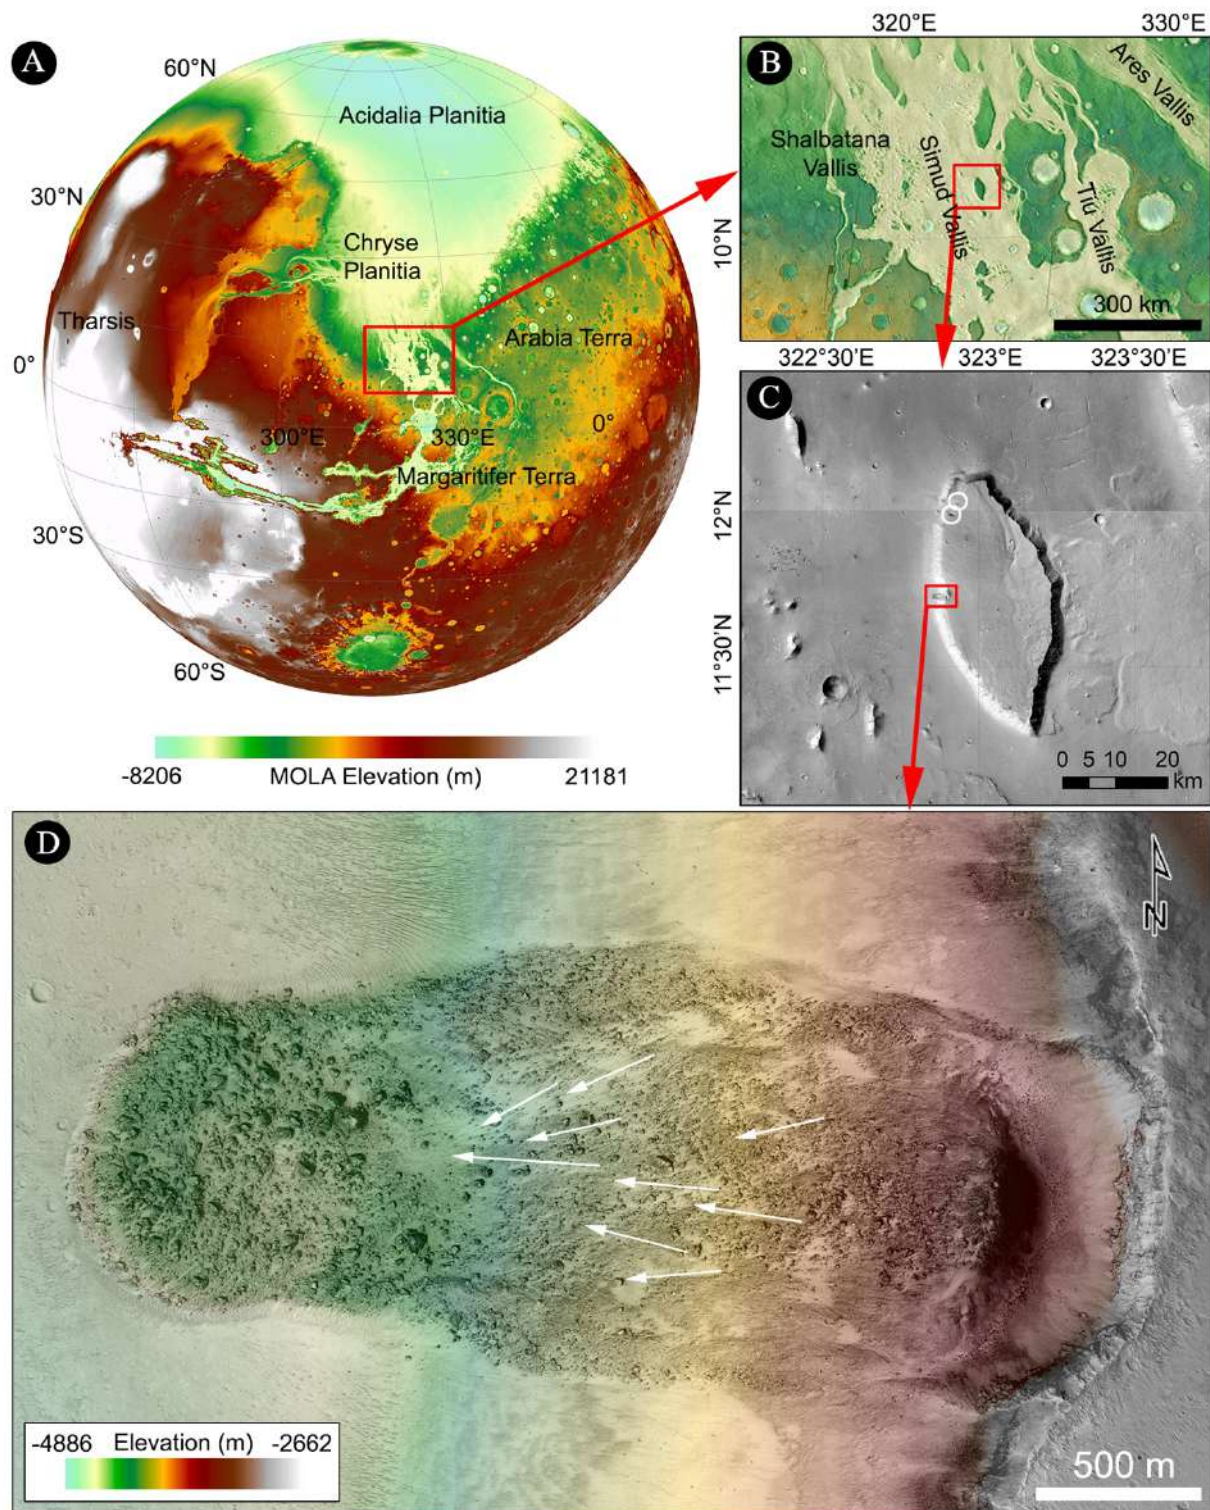 A
60°N
Acidalia Planitia
30°N
Chryse
Planitia
Tharsis
Arabia Terra
0°
300°E
330°E
0°
Margaritifer Terra
30°S
60°S
-8206 MOLA Elevation (m) 21181
320°E 330°E
B
Ares Vallis
Shalbatana
Vallis
Simud Vallis
Tiu Vallis
10°N
300 km
322°30'E 323°E 323°30'E
C
12°N
11°30'N
0 5 10 20
km
D
N
-4886 Elevation (m) -2662
500 m